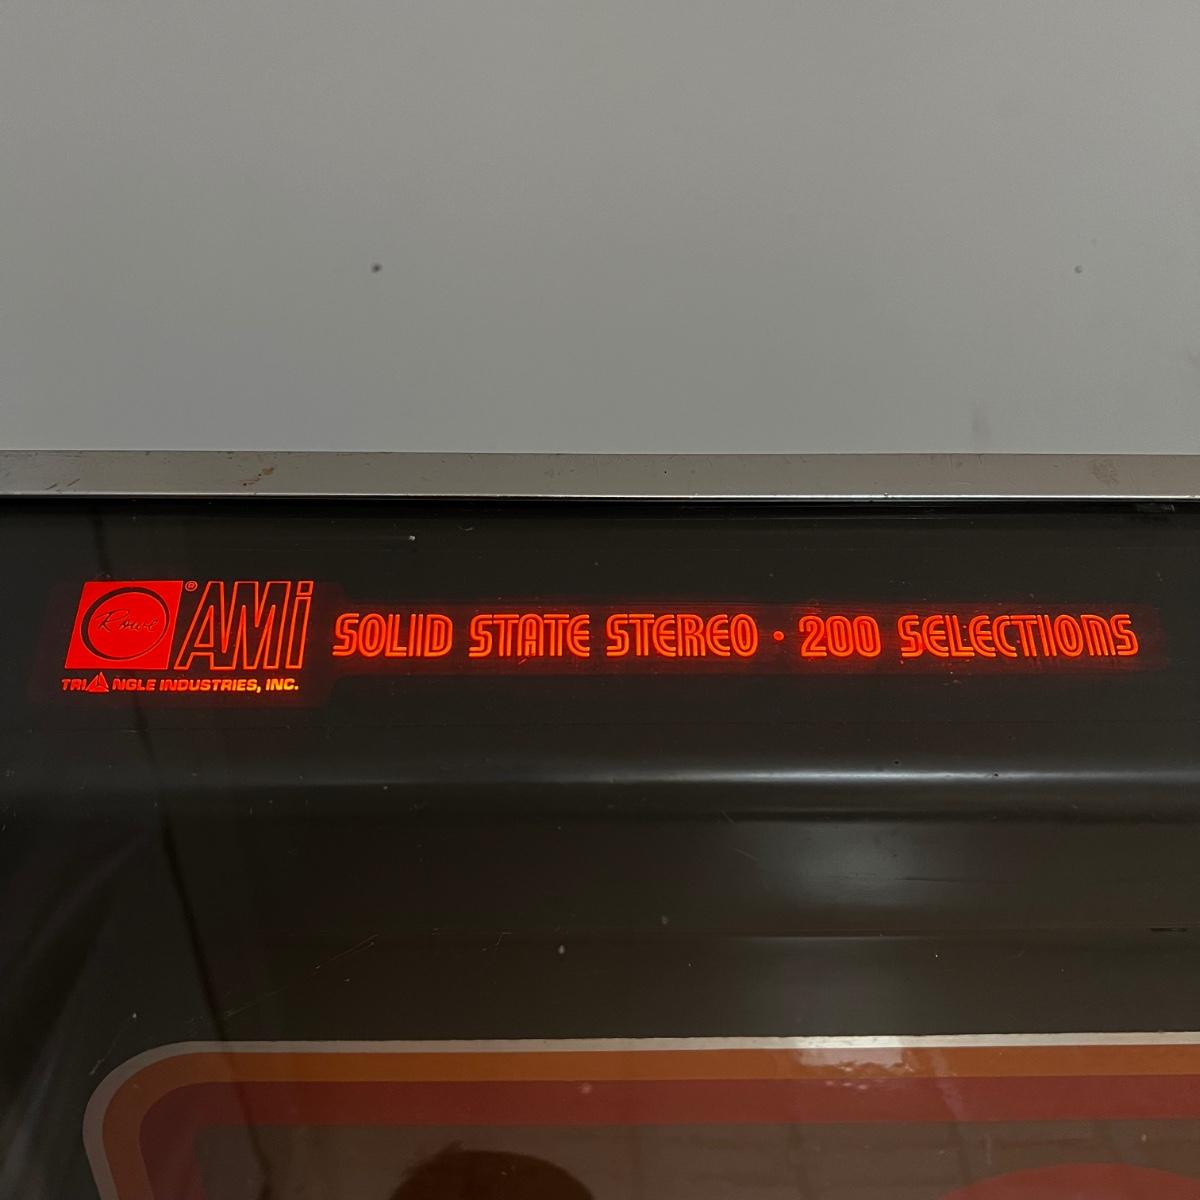 Rowe ® AMi SOLID STATE STEREO · 200 SELECTIONS
TRIANGLE INDUSTRIES, INC.